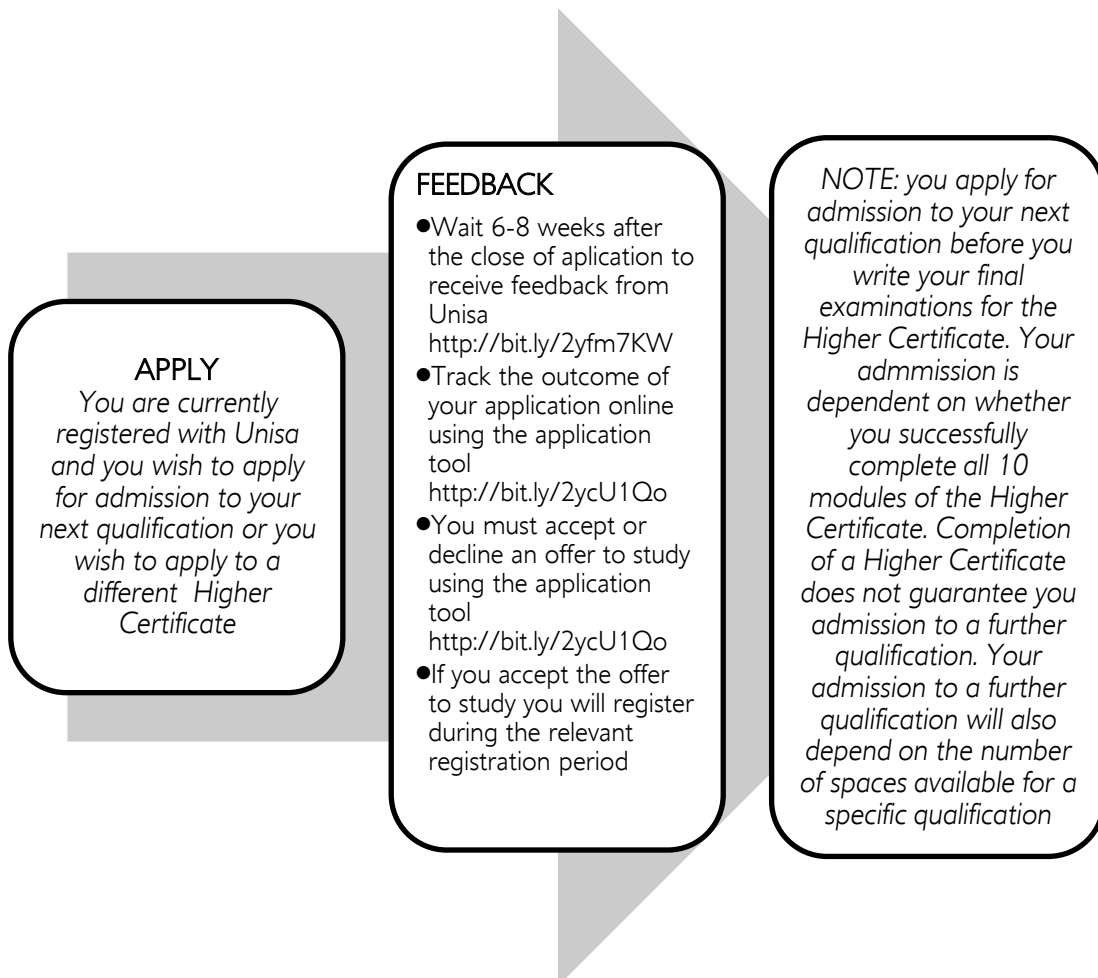 APPLY
You are currently
registered with Unisa
and you wish to apply
for admission to your
next qualification or you
wish to apply to a
different Higher
Certificate
FEEDBACK
●Wait 6-8 weeks after
the close of aplication to
receive feedback from
Unisa
http://bit.ly/2yfm7KW
●Track the outcome of
your application online
using the application
tool
http://bit.ly/2ycU1Qo
●You must accept or
decline an offer to study
using the application
tool
http://bit.ly/2ycU1Qo
●If you accept the offer
to study you will register
during the relevant
registration period
NOTE: you apply for
admission to your next
qualification before you
write your final
examinations for the
Higher Certificate. Your
admmission is
dependent on whether
you successfully
complete all 10
modules of the Higher
Certificate. Completion
of a Higher Certificate
does not guarantee you
admission to a further
qualification. Your
admission to a further
qualification will also
depend on the number
of spaces available for a
specific qualification